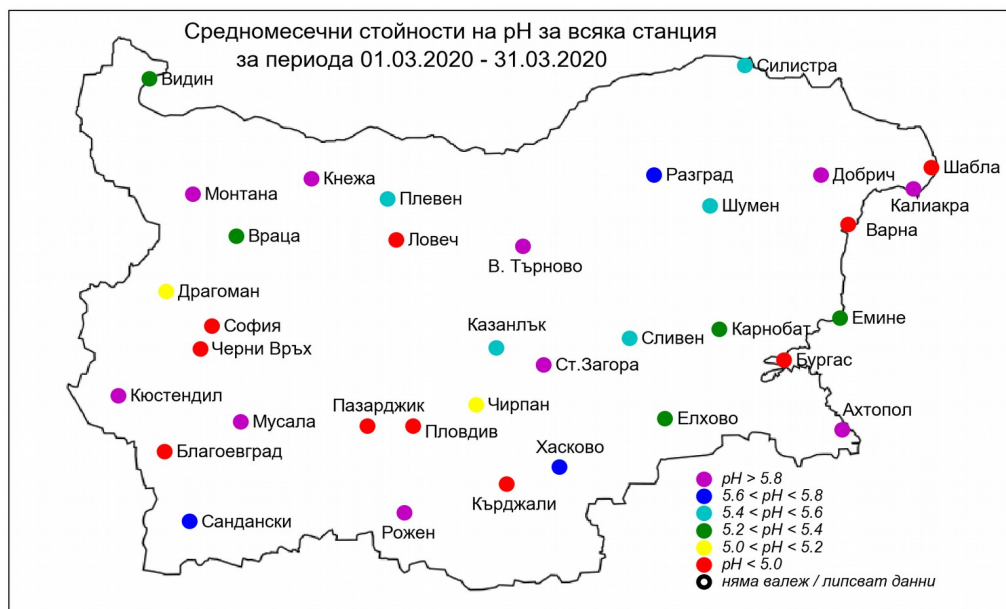 Средномесечни стойности на pH за всяка станция
за периода 01.03.2020 - 31.03.2020
Силистра
Видин
Шабла
Кнежа
Разград
Добрич
Монтана
Плевен
Калиакра
Шумен
Варна
Враца
Ловеч
В. Търново
Драгоман
Емине
София
Казанлък
Карнобат
Сливен
Черни Връх
Бургас
Ст.Загора
Кюстендил
Пазарджик
Чирпан
Ахтопол
Мусала
Пловдив
Елхово
Хасково
Благоевград
Кърджали
Сандански
Рожен
pH > 5.8
5.6 < pH < 5.8
5.4 < pH < 5.6
5.2 < pH < 5.4
5.0 < pH < 5.2
pH < 5.0
няма валеж / липсват данни